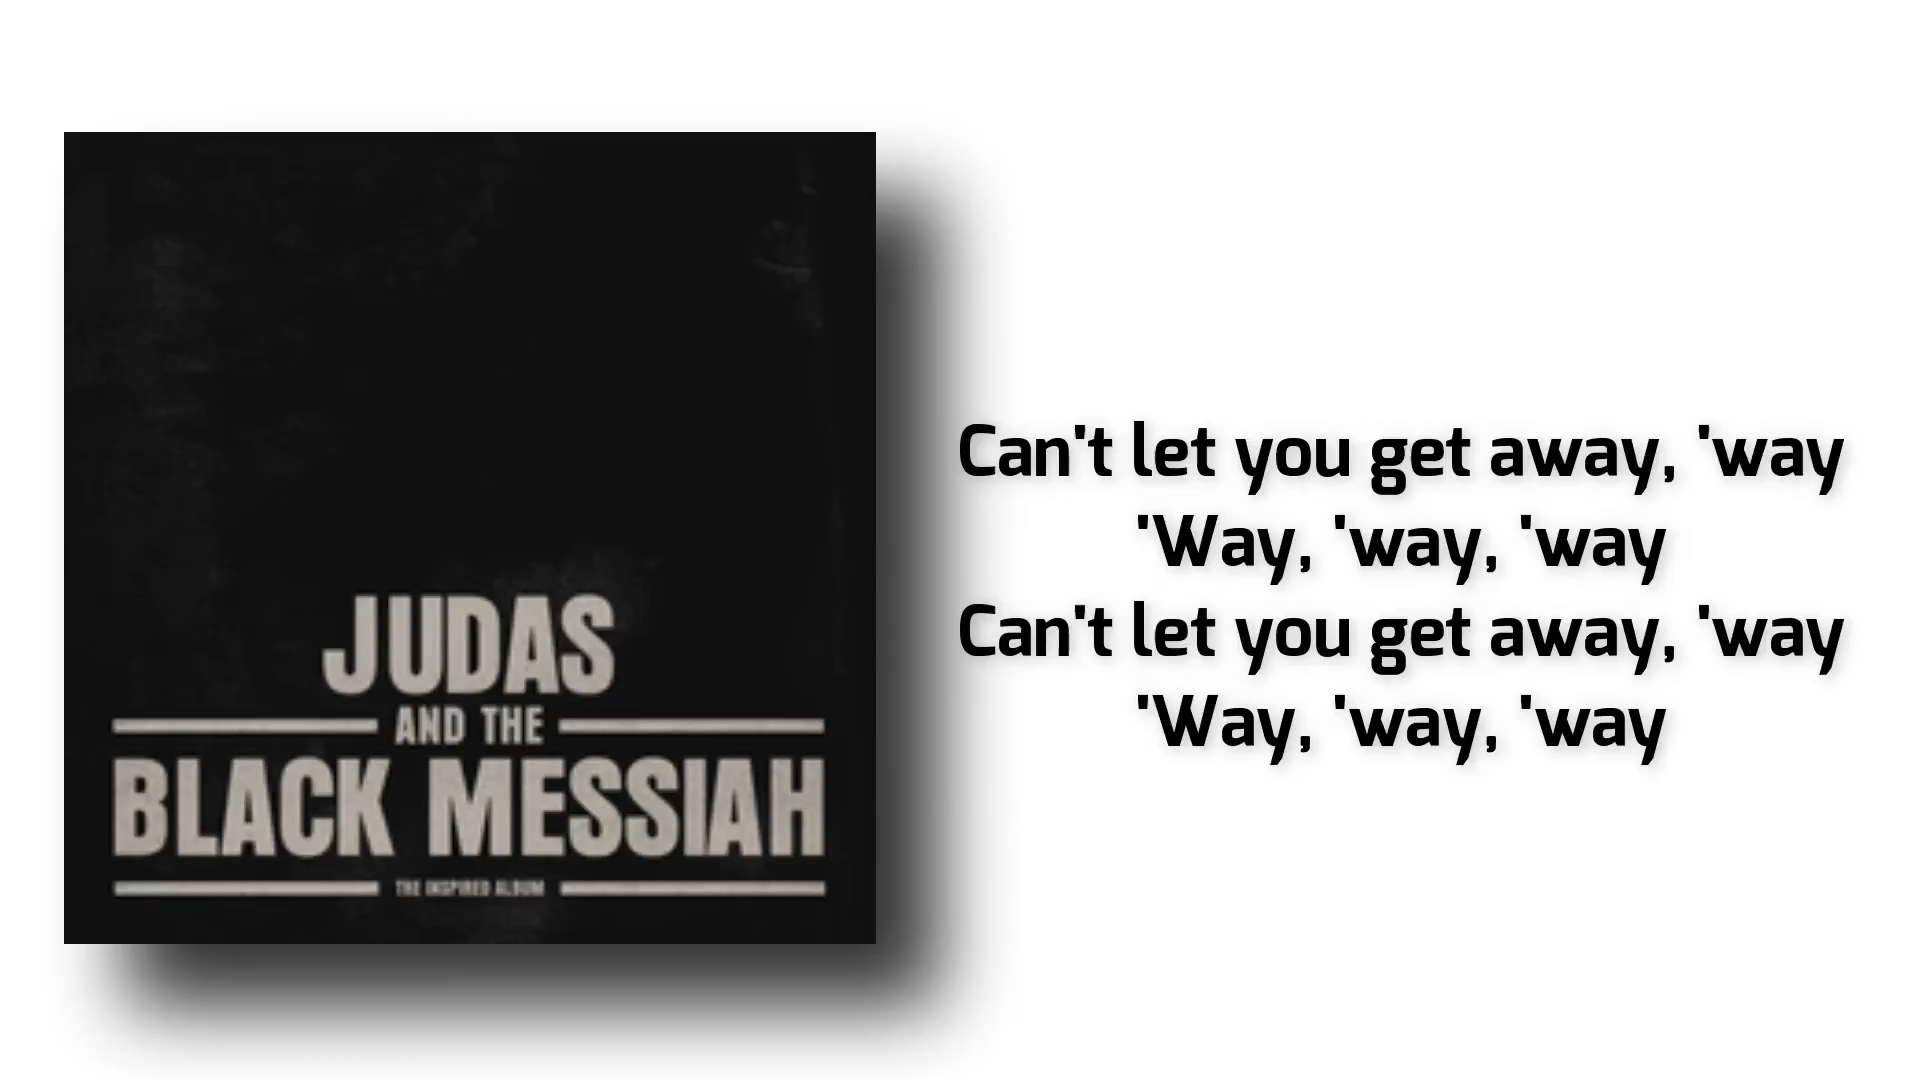 JUDAS
AND THE
BLACK MESSIAH
THE INSPIRED ALBUM
Can't let you get away, 'way
'Way, 'way, 'way
Can't let you get away, 'way
'Way, 'way, 'way